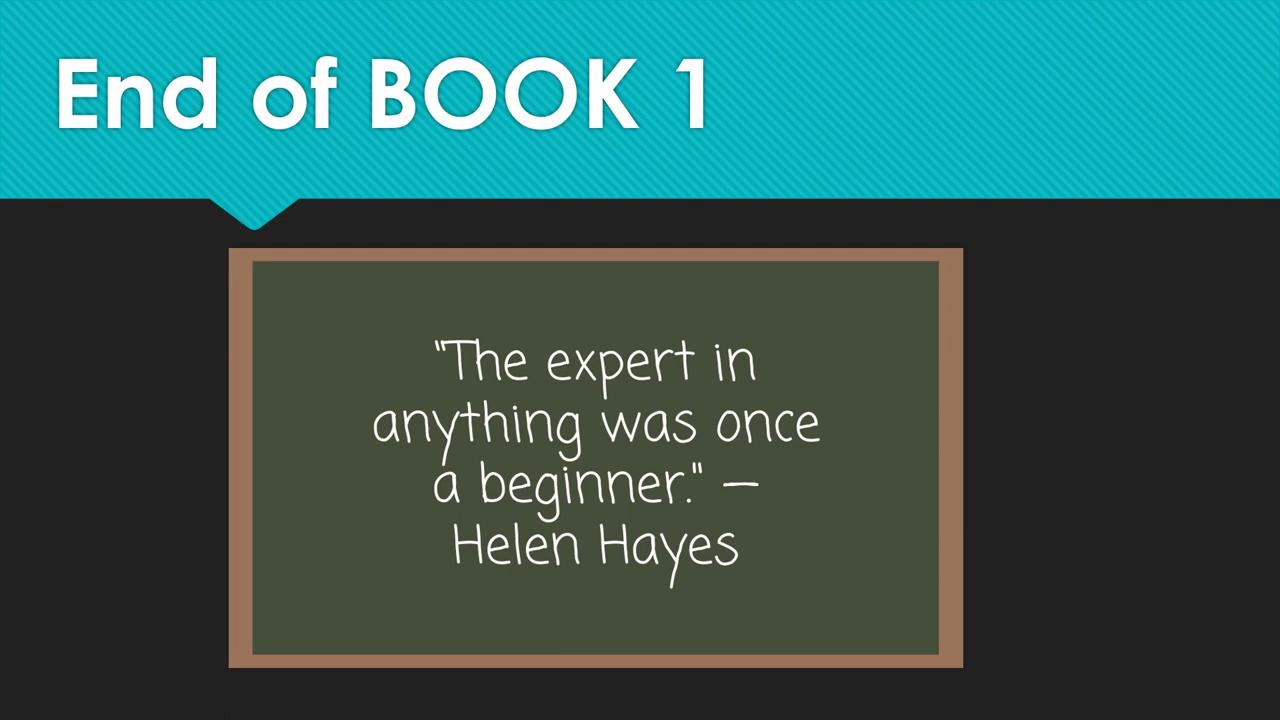 End of BOOK 1
"The expert in
anything was once
a beginner." —
Helen Hayes